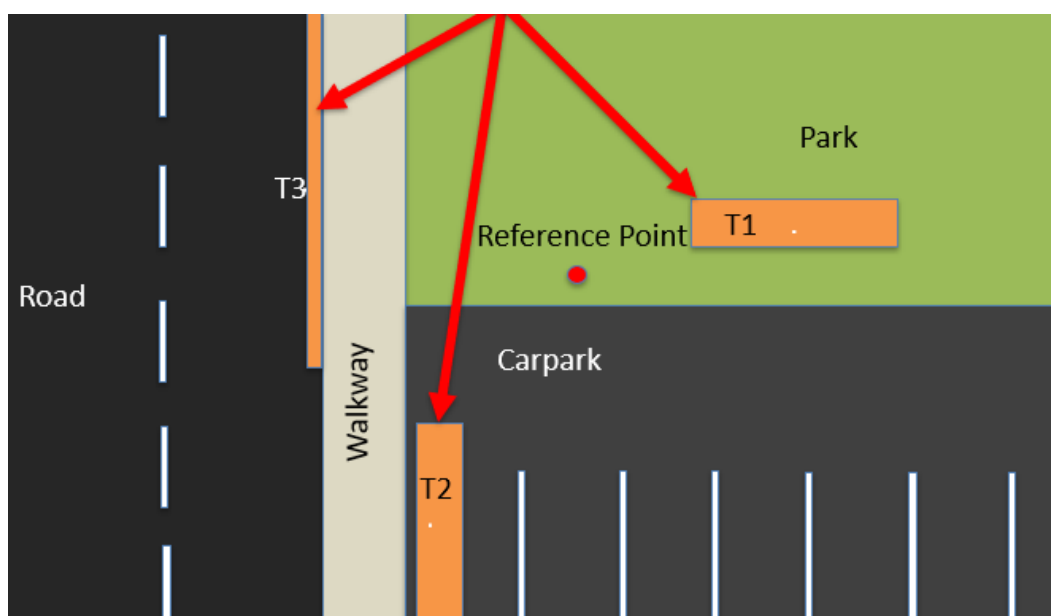 Park
T3
T1
Reference Point
Road
Carpark
Walkway
T2